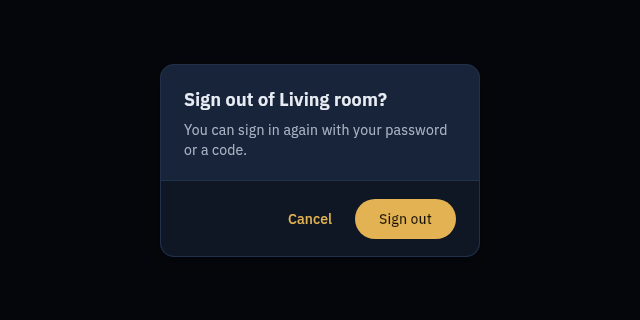 Sign out of Living room?
You can sign in again with your password
or a code.
Cancel
Sign out